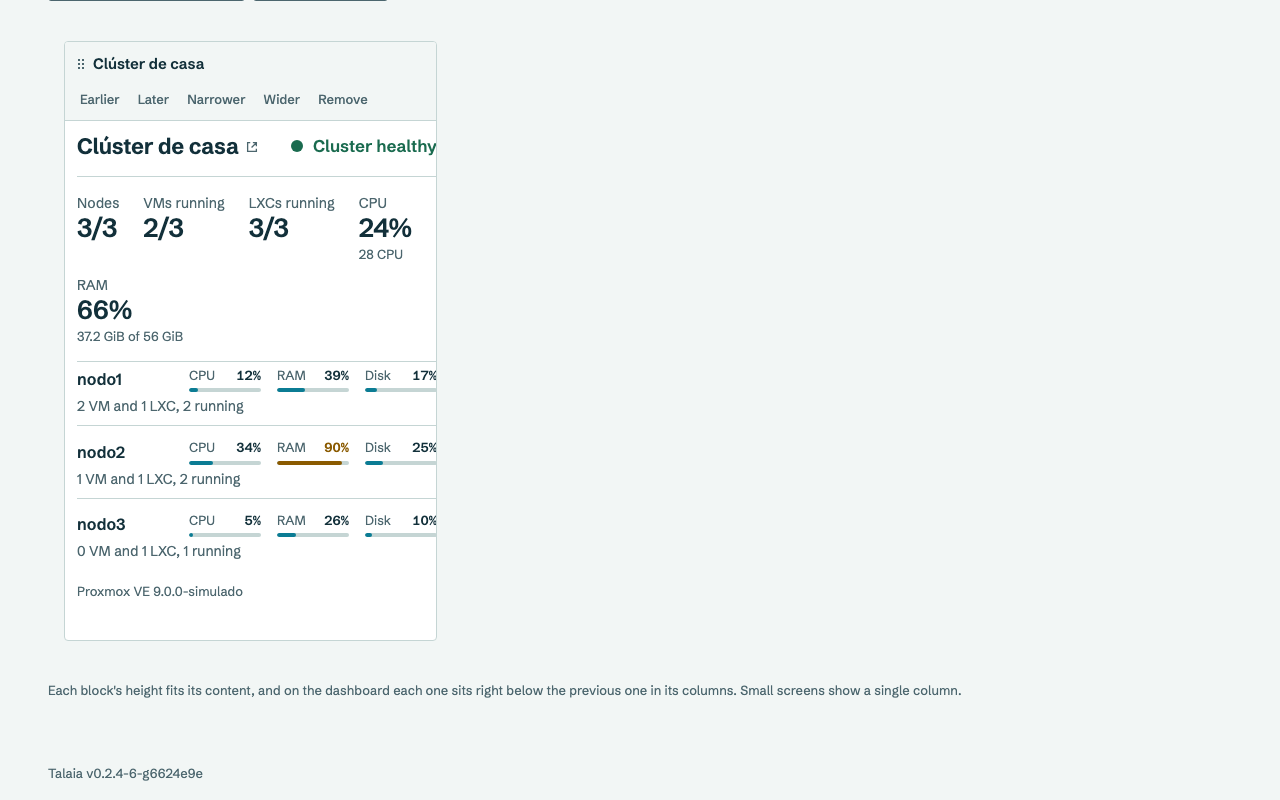 Clúster de casa
Earlier Later Narrower Wider Remove
Clúster de casa Cluster healthy
Nodes VMs running LXCs running CPU
3/3 2/3 3/3 24%
28 CPU
RAM
66%
37.2 GiB of 56 GiB
nodo1 CPU 12% RAM 39% Disk 17%
2 VM and 1 LXC, 2 running
nodo2 CPU 34% RAM 90% Disk 25%
1 VM and 1 LXC, 2 running
nodo3 CPU 5% RAM 26% Disk 10%
0 VM and 1 LXC, 1 running
Proxmox VE 9.0.0-simulado
Each block's height fits its content, and on the dashboard each one sits right below the previous one in its columns. Small screens show a single column.
Talaia v0.2.4-6-g6624e9e